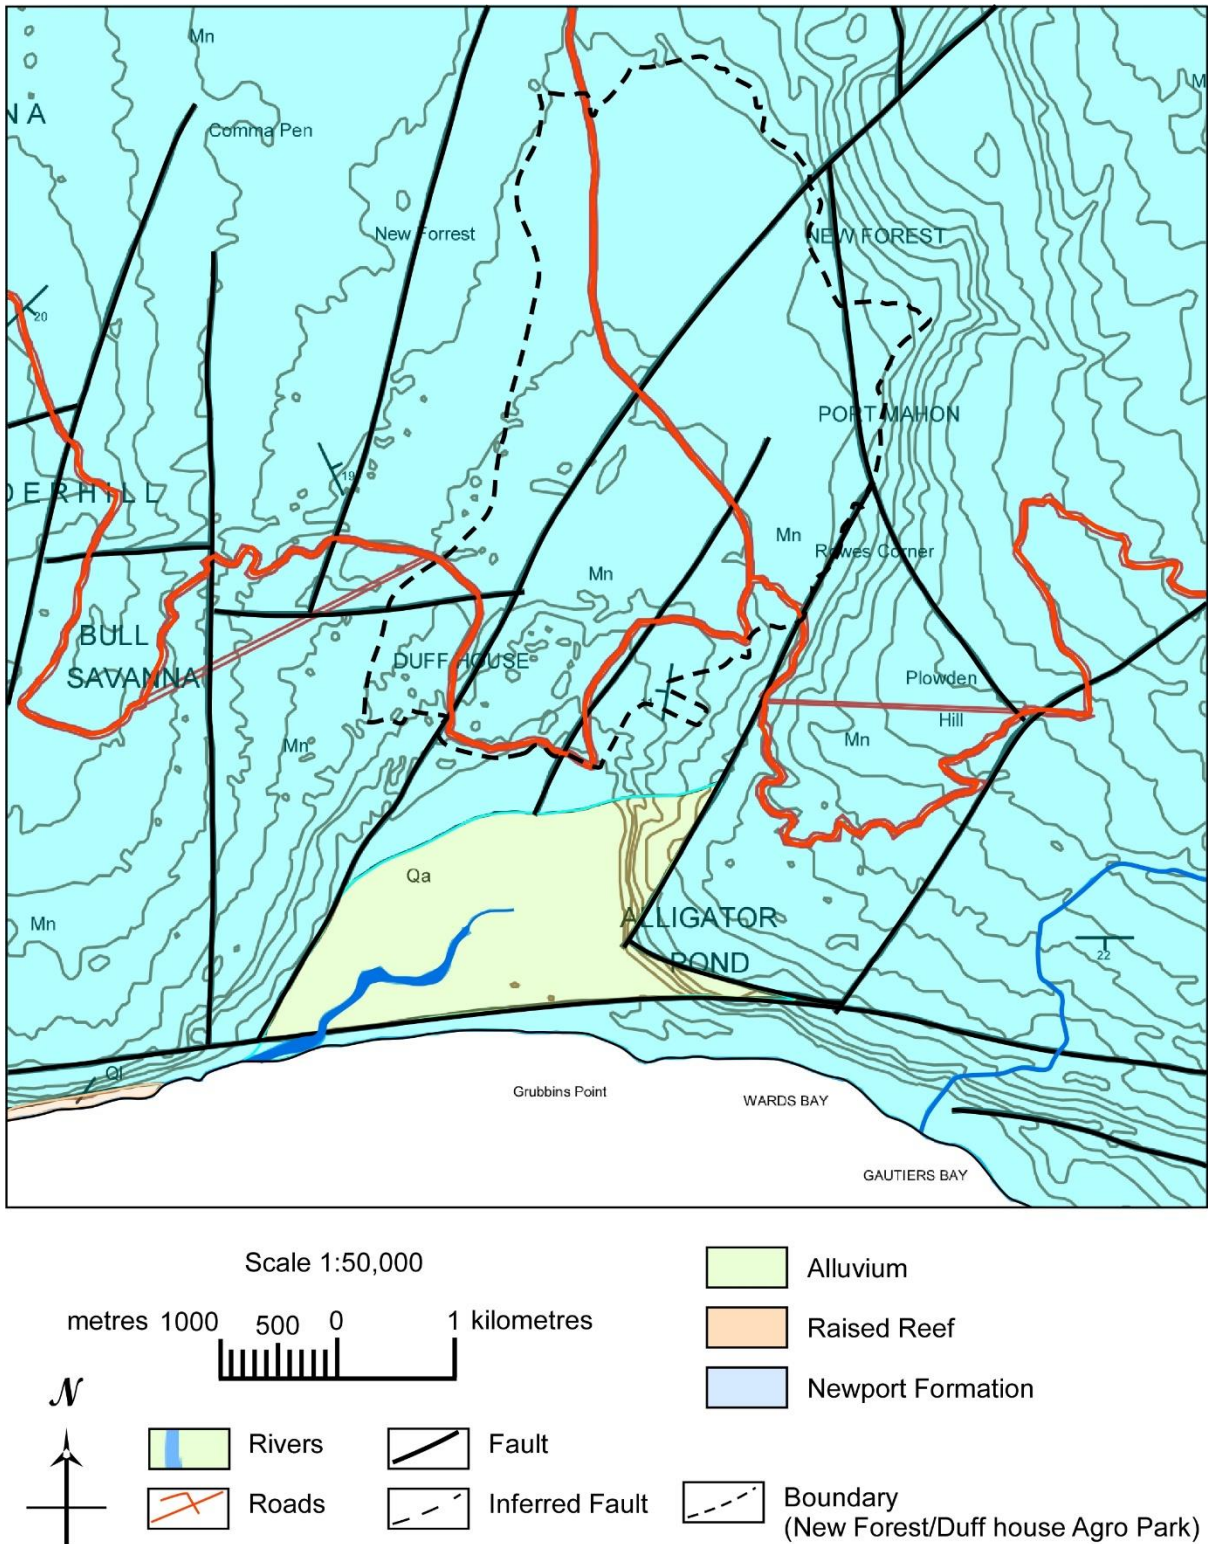 Mn
N A
M
Comma Pen
New Forrest
NEW FOREST
20
PORT MAHON
19
D E R H I L L
Mn
Rowes Corner
Mn
BULL
SAVANNA
DUFF HOUSE
Plowden
Hill
Mn
Mn
Qa
Mn
ALLIGATOR
POND
22
Ql
Grubbins Point
WARDS BAY
GAUTIERS BAY
Scale 1:50,000
metres 1000 500 0 1 kilometres
Alluvium
Raised Reef
Newport Formation
N
Rivers
Fault
Roads
Inferred Fault
Boundary
(New Forest/Duff house Agro Park)